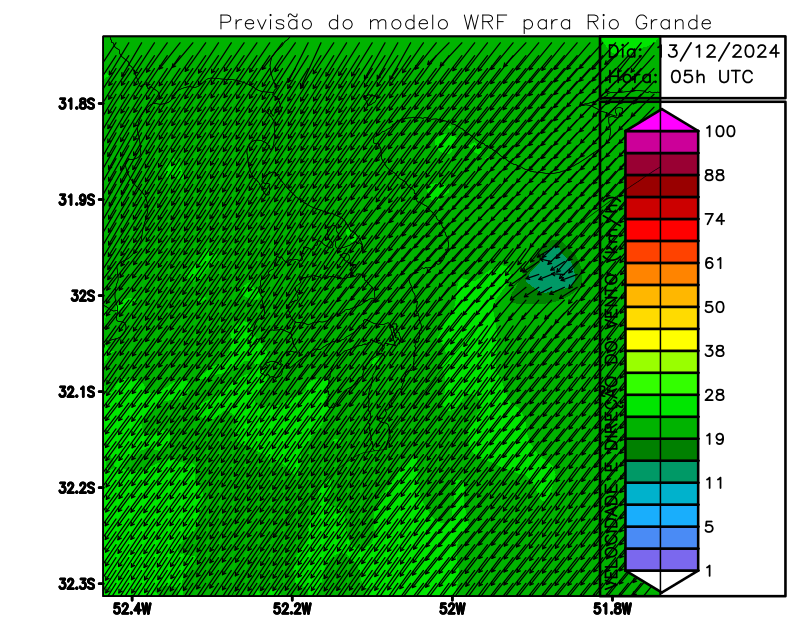 Previsão do modelo WRF para Rio Grande
Dia: 13/12/2024
Hora: 05h UTC
31.8S
31.9S
32S
32.1S
32.2S
32.3S
52.4W
52.2W
52W
51.8W
VELOCIDADE E DIREÇÃO DO VENTO (km/h)
100
88
74
61
50
38
28
19
11
5
1